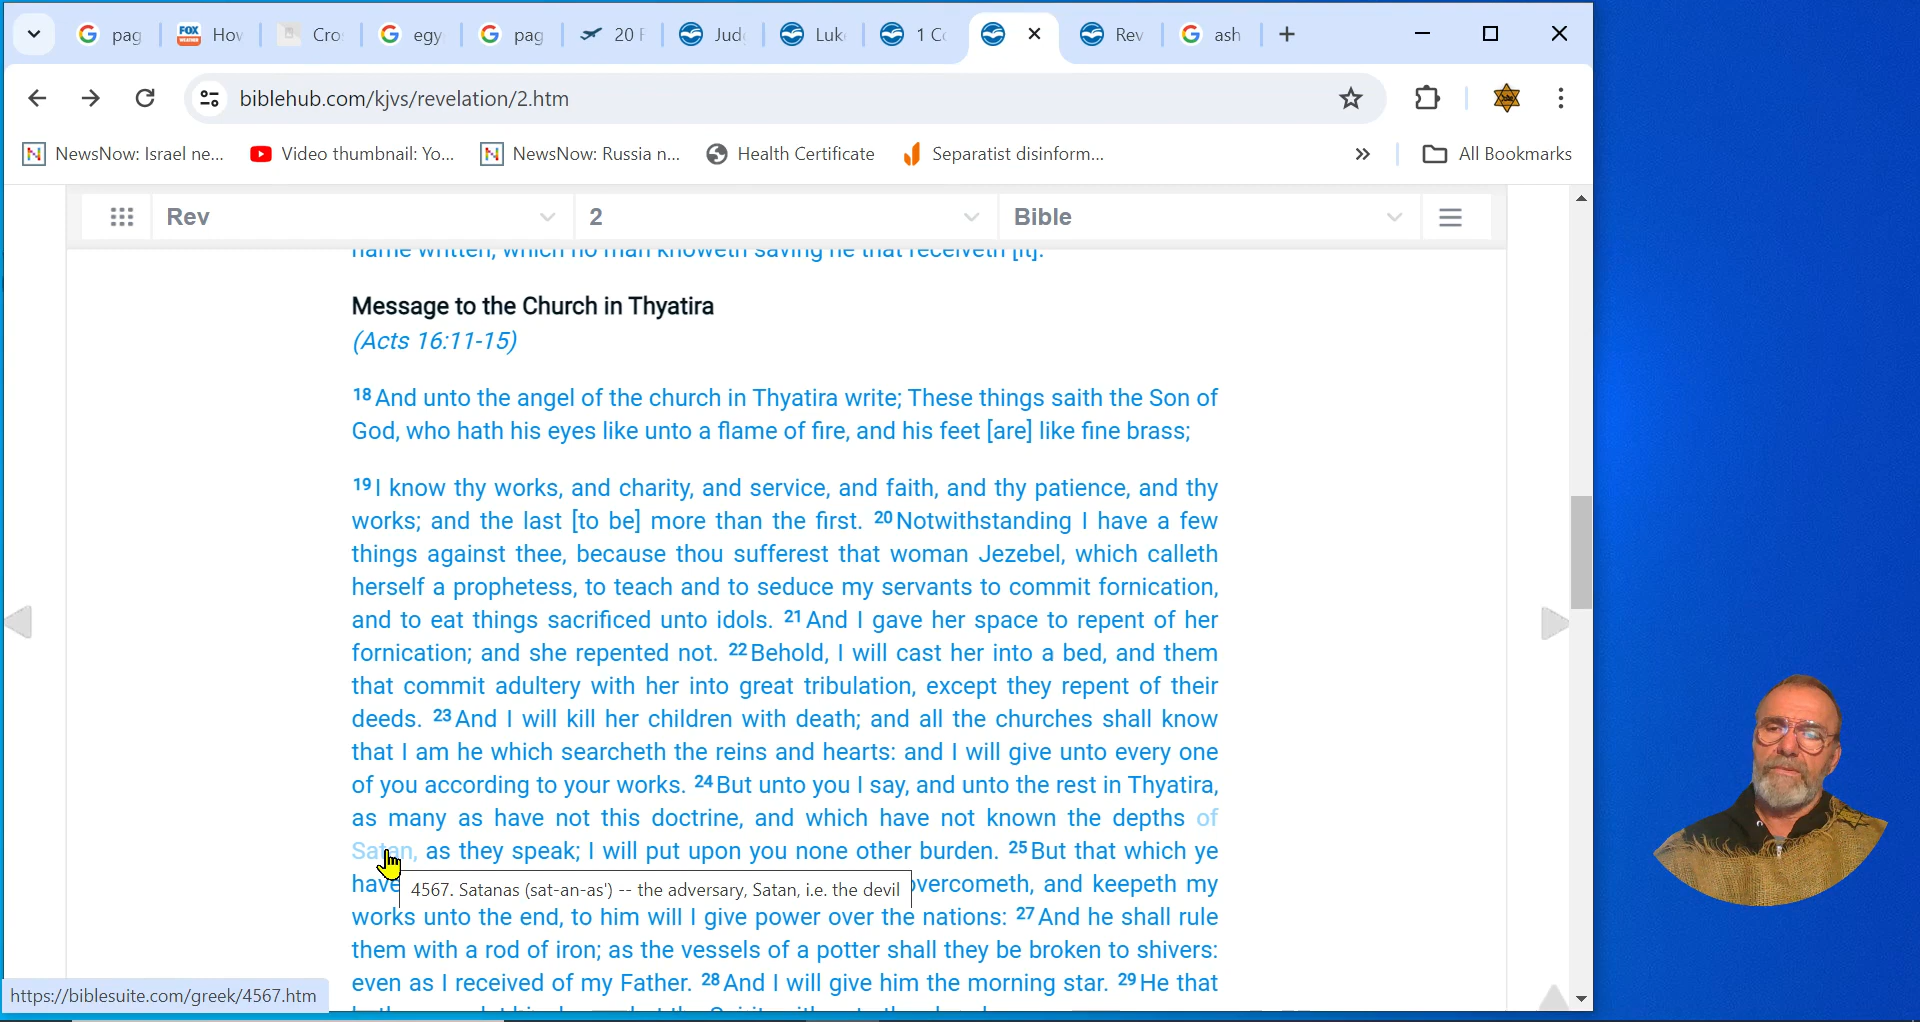 pag
Hov
Cro
egy
pag
20 F
Judg
Luk
1 Co
Rev
ash
biblehub.com/kjvs/revelation/2.htm
NewsNow: Israel ne...
Video thumbnail: Yo...
NewsNow: Russia n...
Health Certificate
Separatist disinform...
All Bookmarks
Rev
2
Bible
name written, which no man knoweth saving he that receiveth [it].
Message to the Church in Thyatira
(Acts 16:11-15)
18 And unto the angel of the church in Thyatira write; These things saith the Son of
God, who hath his eyes like unto a flame of fire, and his feet [are] like fine brass;
19 I know thy works, and charity, and service, and faith, and thy patience, and thy
works; and the last [to be] more than the first. 20 Notwithstanding I have a few
things against thee, because thou sufferest that woman Jezebel, which calleth
herself a prophetess, to teach and to seduce my servants to commit fornication,
and to eat things sacrificed unto idols. 21 And I gave her space to repent of her
fornication; and she repented not. 22 Behold, I will cast her into a bed, and them
that commit adultery with her into great tribulation, except they repent of their
deeds. 23 And I will kill her children with death; and all the churches shall know
that I am he which searcheth the reins and hearts: and I will give unto every one
of you according to your works. 24 But unto you I say, and unto the rest in Thyatira,
as many as have not this doctrine, and which have not known the depths of
Satan, as they speak; I will put upon you none other burden. 25 But that which ye
have overcometh, and keepeth my
4567. Satanas (sat-an-as') -- the adversary, Satan, i.e. the devil
works unto the end, to him will I give power over the nations: 27 And he shall rule
them with a rod of iron; as the vessels of a potter shall they be broken to shivers:
even as I received of my Father. 28 And I will give him the morning star. 29 He that
https://biblesuite.com/greek/4567.htm